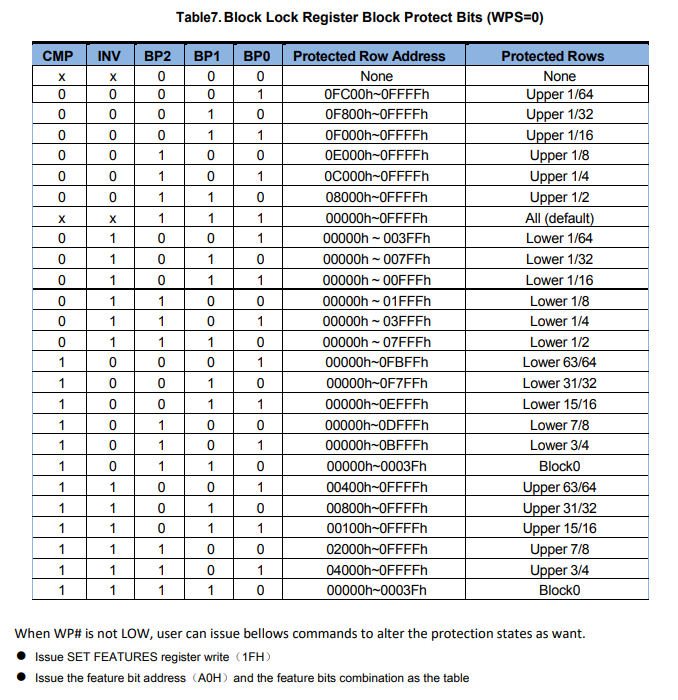 Table7. Block Lock Register Block Protect Bits (WPS=0)
CMP INV BP2 BP1 BP0 Protected Row Address Protected Rows
x x 0 0 0 None None
0 0 0 0 1 0FC00h~0FFFFh Upper 1/64
0 0 0 1 0 0F800h~0FFFFh Upper 1/32
0 0 0 1 1 0F000h~0FFFFh Upper 1/16
0 0 1 0 0 0E000h~0FFFFh Upper 1/8
0 0 1 0 1 0C000h~0FFFFh Upper 1/4
0 0 1 1 0 08000h~0FFFFh Upper 1/2
x x 1 1 1 00000h~0FFFFh All (default)
0 1 0 0 1 00000h ~ 003FFh Lower 1/64
0 1 0 1 0 00000h ~ 007FFh Lower 1/32
0 1 0 1 1 00000h ~ 00FFFh Lower 1/16
0 1 1 0 0 00000h ~ 01FFFh Lower 1/8
0 1 1 0 1 00000h ~ 03FFFh Lower 1/4
0 1 1 1 0 00000h ~ 07FFFh Lower 1/2
1 0 0 0 1 00000h~0FBFFh Lower 63/64
1 0 0 1 0 00000h~0F7FFh Lower 31/32
1 0 0 1 1 00000h~0EFFFh Lower 15/16
1 0 1 0 0 00000h~0DFFFh Lower 7/8
1 0 1 0 1 00000h~0BFFFh Lower 3/4
1 0 1 1 0 00000h~0003Fh Block0
1 1 0 0 1 00400h~0FFFFh Upper 63/64
1 1 0 1 0 00800h~0FFFFh Upper 31/32
1 1 0 1 1 00100h~0FFFFh Upper 15/16
1 1 1 0 0 02000h~0FFFFh Upper 7/8
1 1 1 0 1 04000h~0FFFFh Upper 3/4
1 1 1 1 0 00000h~0003Fh Block0
When WP# is not LOW, user can issue bellows commands to alter the protection states as want.
● Issue SET FEATURES register write（1FH）
● Issue the feature bit address（A0H）and the feature bits combination as the table